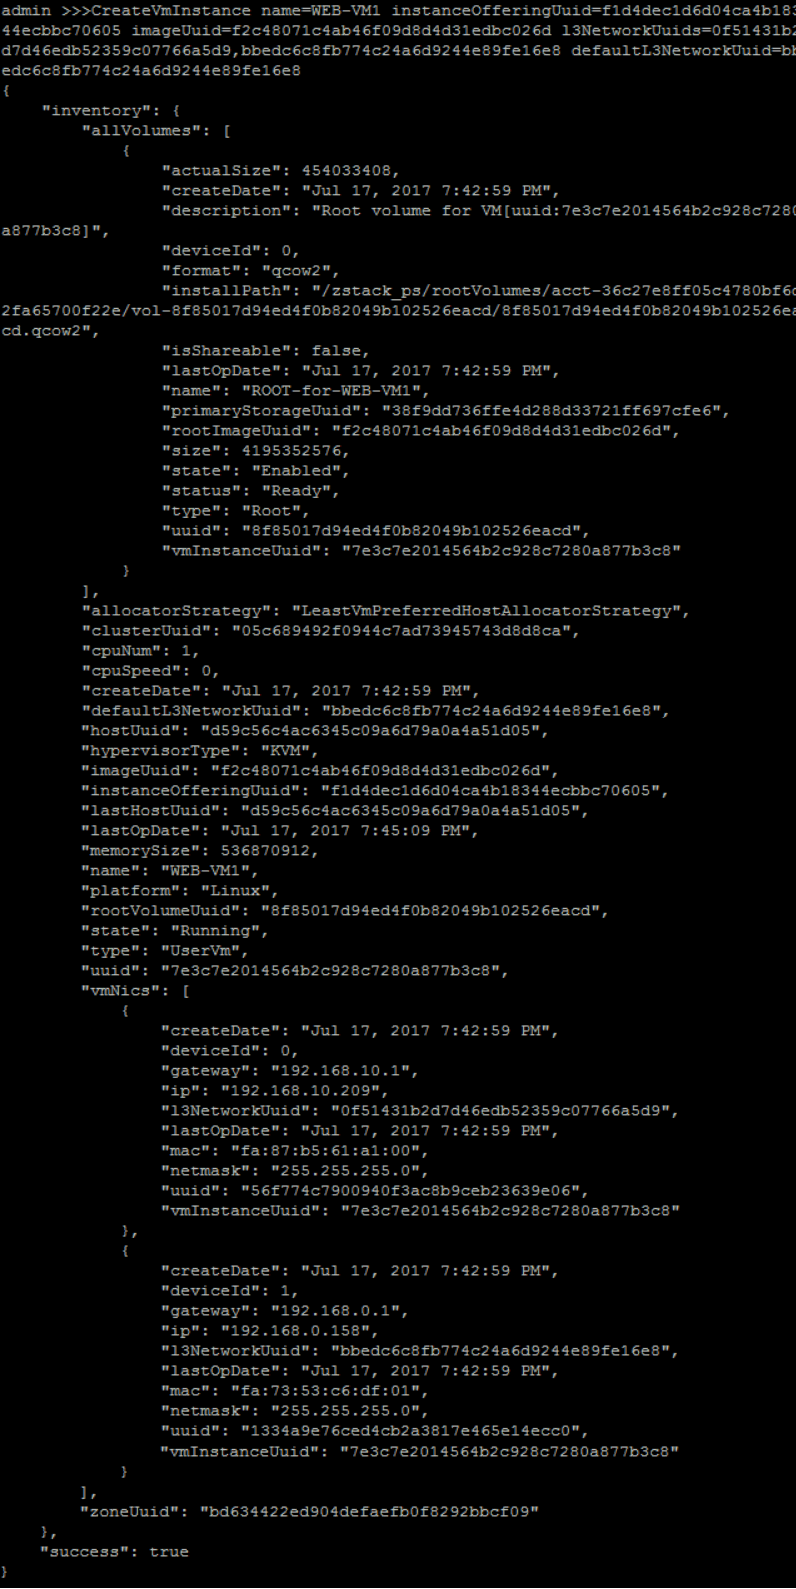 admin >>>CreateVmInstance name=WEB-VM1 instanceOfferingUuid=f1d4dec1d6d04ca4b183
44ecbbc70605 imageUuid=f2c48071c4ab46f09d8d4d31edbc026d l3NetworkUuids=0f51431b2
d7d46edb52359c07766a5d9,bbedc6c8fb774c24a6d9244e89fe16e8 defaultL3NetworkUuid=bb
edc6c8fb774c24a6d9244e89fe16e8
{
    "inventory": {
        "allVolumes": [
            {
                "actualSize": 454033408,
                "createDate": "Jul 17, 2017 7:42:59 PM",
                "description": "Root volume for VM[uuid:7e3c7e2014564b2c928c7280
a877b3c8]",
                "deviceId": 0,
                "format": "qcow2",
                "installPath": "/zstack_ps/rootVolumes/acct-36c27e8ff05c4780bf6d
2fa65700f22e/vol-8f85017d94ed4f0b82049b102526eacd/8f85017d94ed4f0b82049b102526ea
cd.qcow2",
                "isShareable": false,
                "lastOpDate": "Jul 17, 2017 7:42:59 PM",
                "name": "ROOT-for-WEB-VM1",
                "primaryStorageUuid": "38f9dd736ffe4d288d33721ff697cfe6",
                "rootImageUuid": "f2c48071c4ab46f09d8d4d31edbc026d",
                "size": 4195352576,
                "state": "Enabled",
                "status": "Ready",
                "type": "Root",
                "uuid": "8f85017d94ed4f0b82049b102526eacd",
                "vmInstanceUuid": "7e3c7e2014564b2c928c7280a877b3c8"
            }
        ],
        "allocatorStrategy": "LeastVmPreferredHostAllocatorStrategy",
        "clusterUuid": "05c689492f0944c7ad73945743d8d8ca",
        "cpuNum": 1,
        "cpuSpeed": 0,
        "createDate": "Jul 17, 2017 7:42:59 PM",
        "defaultL3NetworkUuid": "bbedc6c8fb774c24a6d9244e89fe16e8",
        "hostUuid": "d59c56c4ac6345c09a6d79a0a4a51d05",
        "hypervisorType": "KVM",
        "imageUuid": "f2c48071c4ab46f09d8d4d31edbc026d",
        "instanceOfferingUuid": "f1d4dec1d6d04ca4b18344ecbbc70605",
        "lastHostUuid": "d59c56c4ac6345c09a6d79a0a4a51d05",
        "lastOpDate": "Jul 17, 2017 7:45:09 PM",
        "memorySize": 536870912,
        "name": "WEB-VM1",
        "platform": "Linux",
        "rootVolumeUuid": "8f85017d94ed4f0b82049b102526eacd",
        "state": "Running",
        "type": "UserVm",
        "uuid": "7e3c7e2014564b2c928c7280a877b3c8",
        "vmNics": [
            {
                "createDate": "Jul 17, 2017 7:42:59 PM",
                "deviceId": 0,
                "gateway": "192.168.10.1",
                "ip": "192.168.10.209",
                "l3NetworkUuid": "0f51431b2d7d46edb52359c07766a5d9",
                "lastOpDate": "Jul 17, 2017 7:42:59 PM",
                "mac": "fa:87:b5:61:a1:00",
                "netmask": "255.255.255.0",
                "uuid": "56f774c7900940f3ac8b9ceb23639e06",
                "vmInstanceUuid": "7e3c7e2014564b2c928c7280a877b3c8"
            },
            {
                "createDate": "Jul 17, 2017 7:42:59 PM",
                "deviceId": 1,
                "gateway": "192.168.0.1",
                "ip": "192.168.0.158",
                "l3NetworkUuid": "bbedc6c8fb774c24a6d9244e89fe16e8",
                "lastOpDate": "Jul 17, 2017 7:42:59 PM",
                "mac": "fa:73:53:c6:df:01",
                "netmask": "255.255.255.0",
                "uuid": "1334a9e76ced4cb2a3817e465e14ecc0",
                "vmInstanceUuid": "7e3c7e2014564b2c928c7280a877b3c8"
            }
        ],
        "zoneUuid": "bd634422ed904defaefb0f8292bbcf09"
    },
    "success": true
}